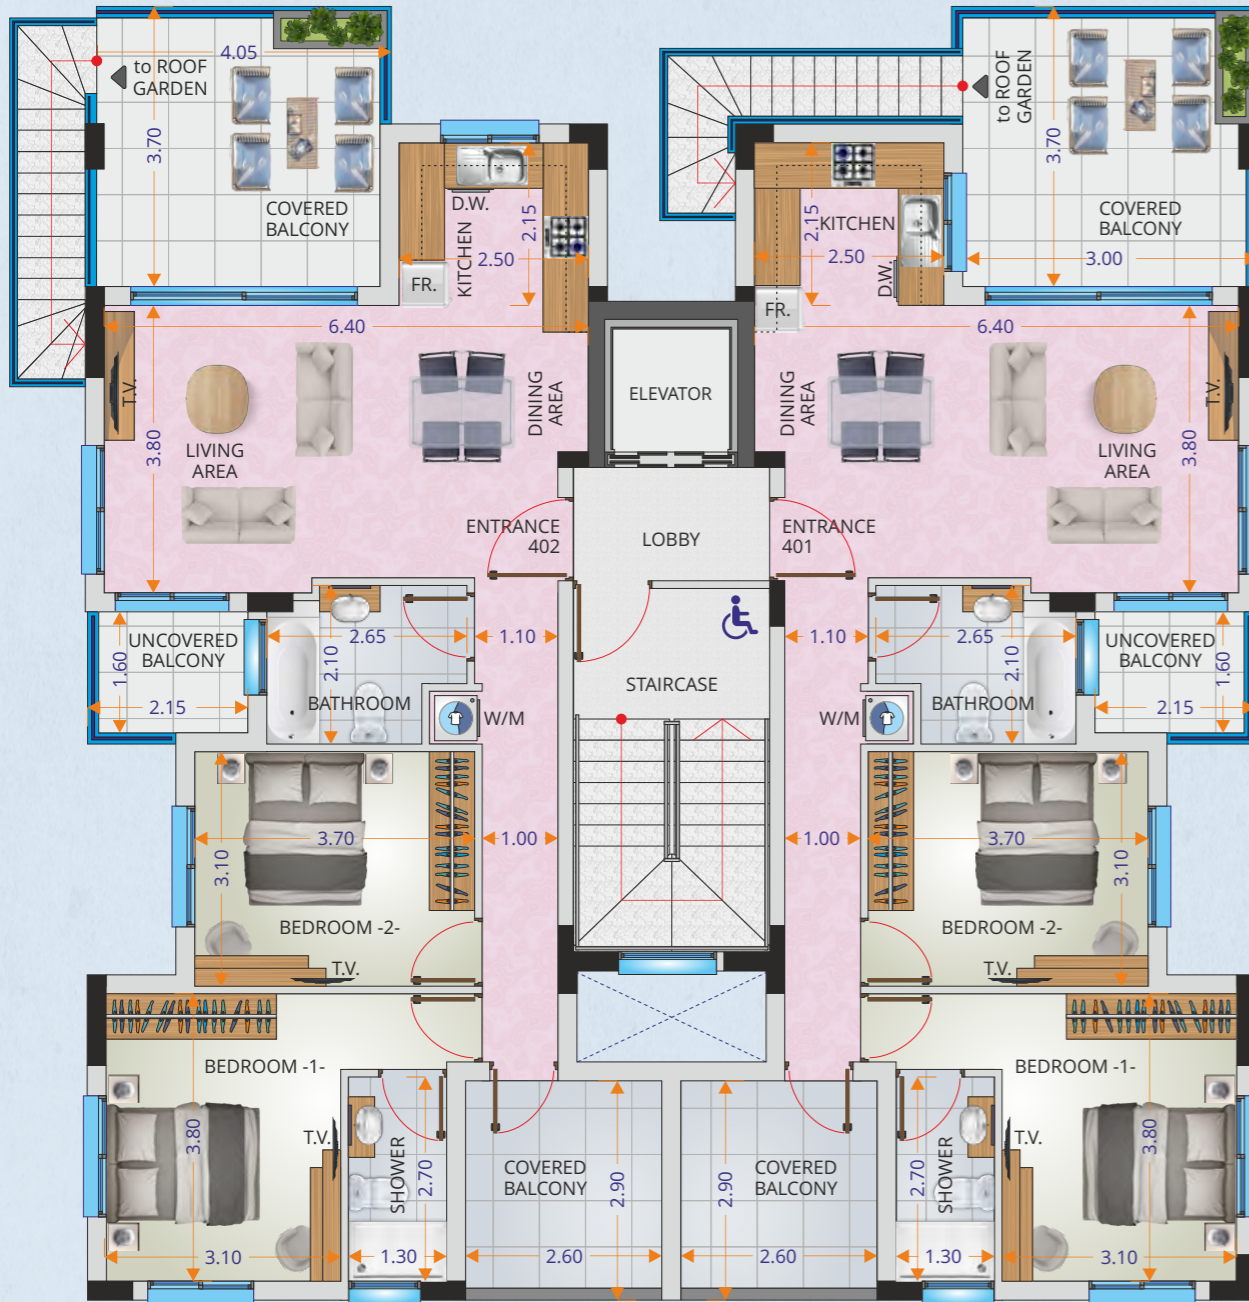 4.05
to ROOF
GARDEN
3.70
COVERED
BALCONY
D.W.
KITCHEN
2.15
2.50
FR.
to ROOF
GARDEN
3.70
COVERED
BALCONY
3.00
2.15
KITCHEN
2.50
D.W.
FR.
6.40
T.V.
3.80
LIVING
AREA
DINING
AREA
ELEVATOR
6.40
DINING
AREA
LIVING
AREA
3.80
T.V.
ENTRANCE
402
LOBBY
ENTRANCE
401
UNCOVERED
BALCONY
1.60
2.15
2.65
2.10
BATHROOM
1.10
W/M
STAIRCASE
1.10
W/M
2.65
2.10
BATHROOM
UNCOVERED
BALCONY
1.60
2.15
3.70
3.10
BEDROOM -2-
T.V.
1.00
1.00
3.70
3.10
BEDROOM -2-
T.V.
BEDROOM -1-
3.80
T.V.
3.10
SHOWER
2.70
1.30
COVERED
BALCONY
2.90
2.60
COVERED
BALCONY
2.90
2.60
SHOWER
2.70
1.30
BEDROOM -1-
T.V.
3.80
3.10